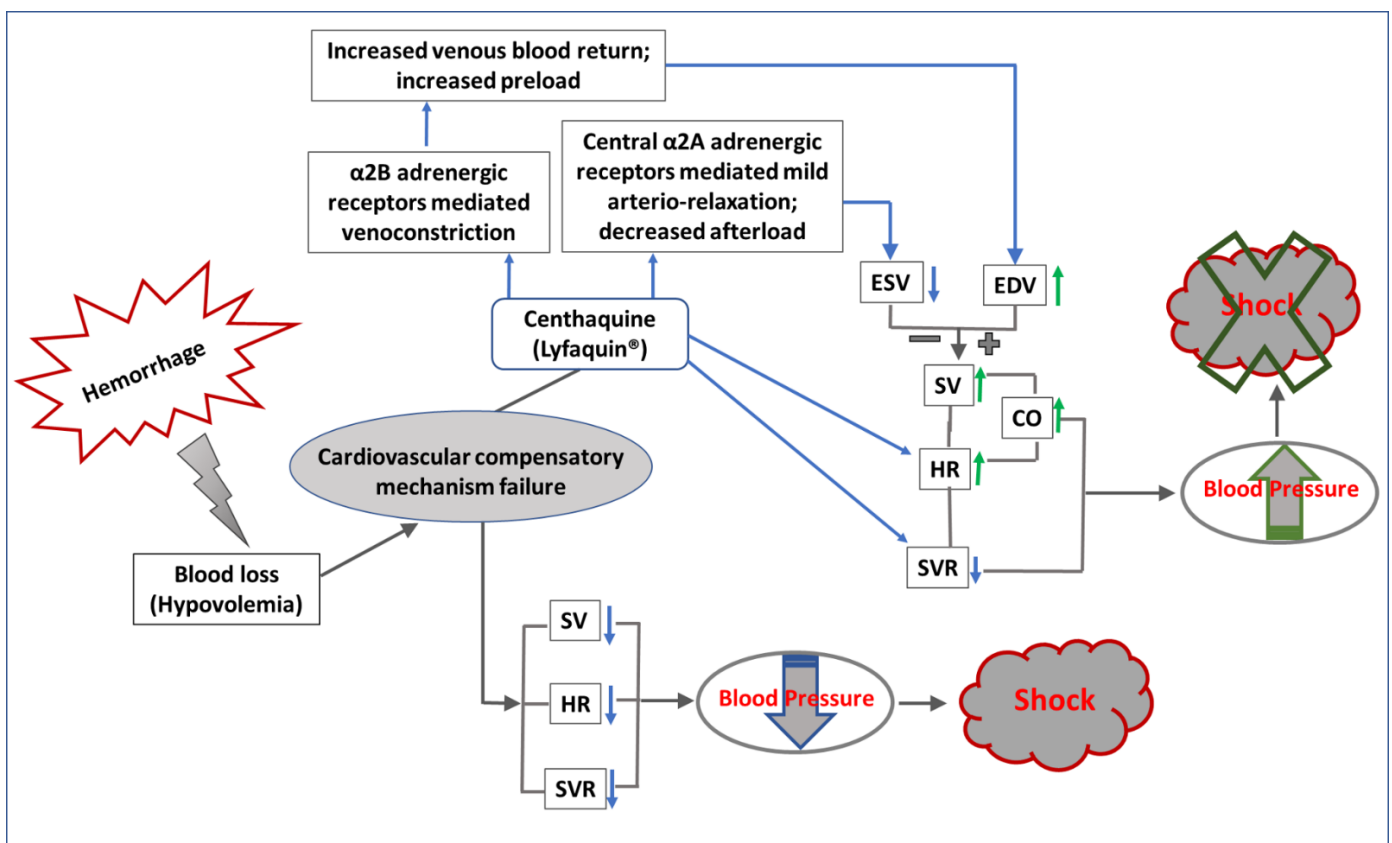 Increased venous blood return;
increased preload
Central α2A adrenergic
receptors mediated mild
arterio-relaxation;
decreased afterload
α2B adrenergic
receptors mediated
venoconstriction
ESV
EDV
Shock
Centhaquine
(Lyfaquin®)
Hemorrhage
SV
CO
HR
Cardiovascular compensatory
mechanism failure
Blood Pressure
SVR
Blood loss
(Hypovolemia)
SV
HR
SVR
Blood Pressure
Shock